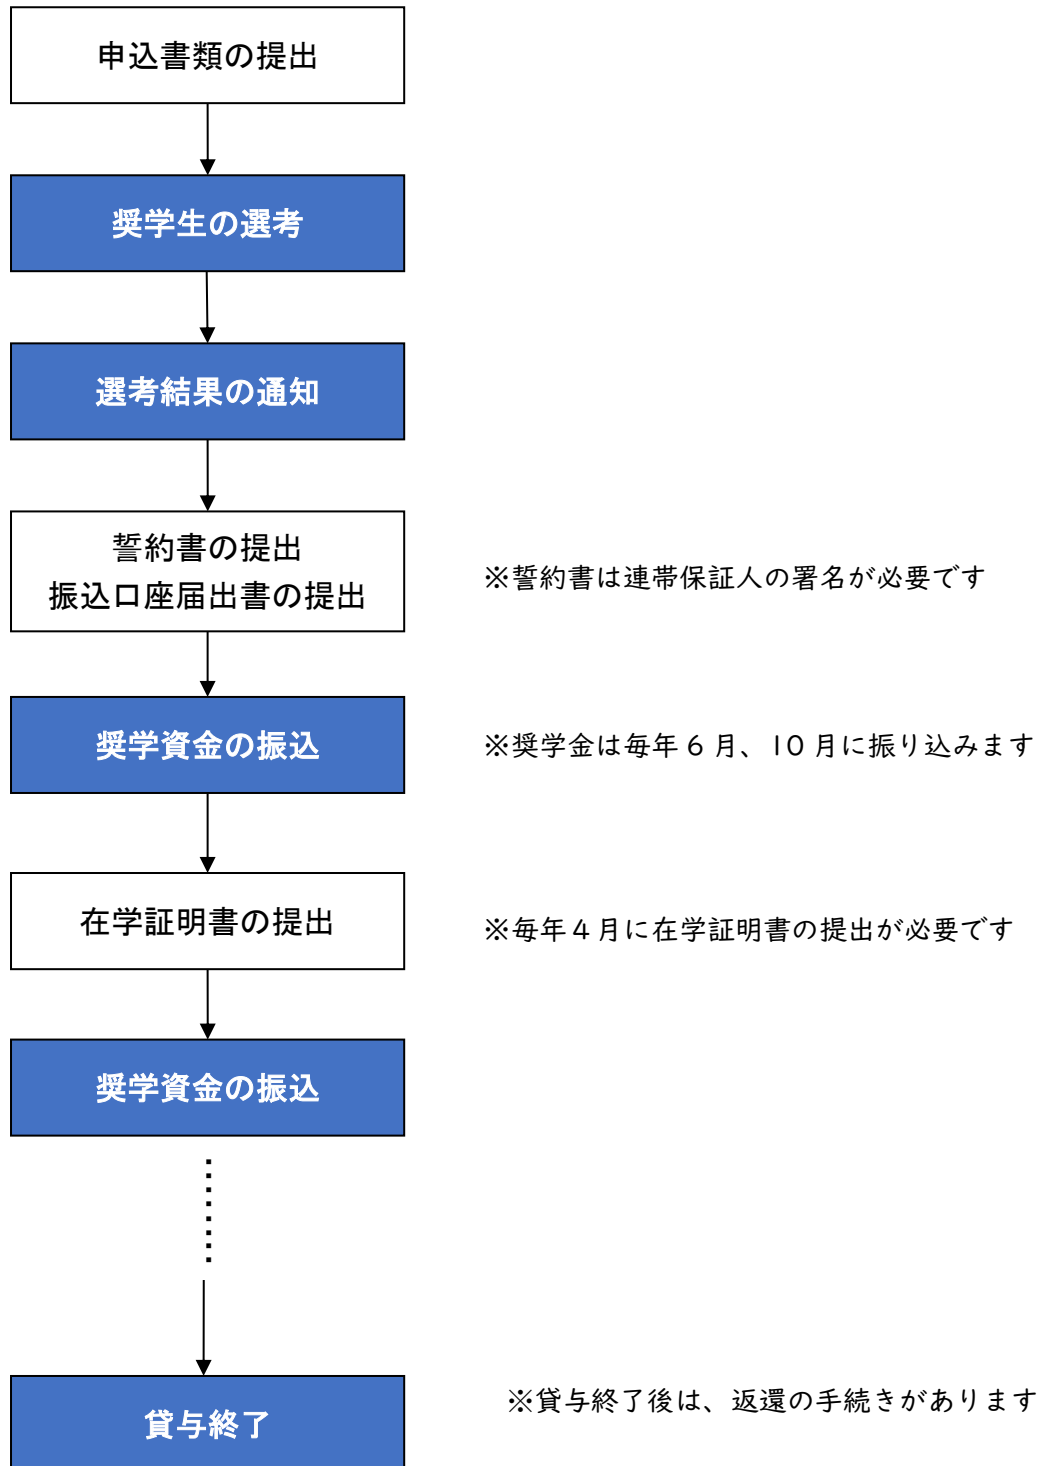 申込書類の提出
奨学生の選考
選考結果の通知
誓約書の提出
振込口座届出書の提出
※誓約書は連帯保証人の署名が必要です
奨学資金の振込
※奨学金は毎年6月、10月に振り込みます
在学証明書の提出
※毎年4月に在学証明書の提出が必要です
奨学資金の振込
貸与終了
※貸与終了後は、返還の手続きがあります